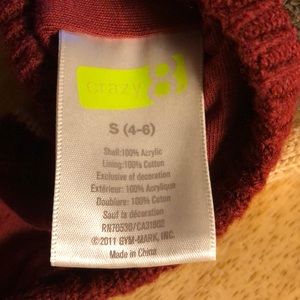 crazy 8
S (4-6)
Shell:100% Acrylic
Lining:100% Cotton
Exclusive of decoration
Extérieur: 100% Acrylique
Doublure: 100% Coton
Sauf la décoration
RN70530/CA31802
©2011 GYM-MARK, INC.
Made in China